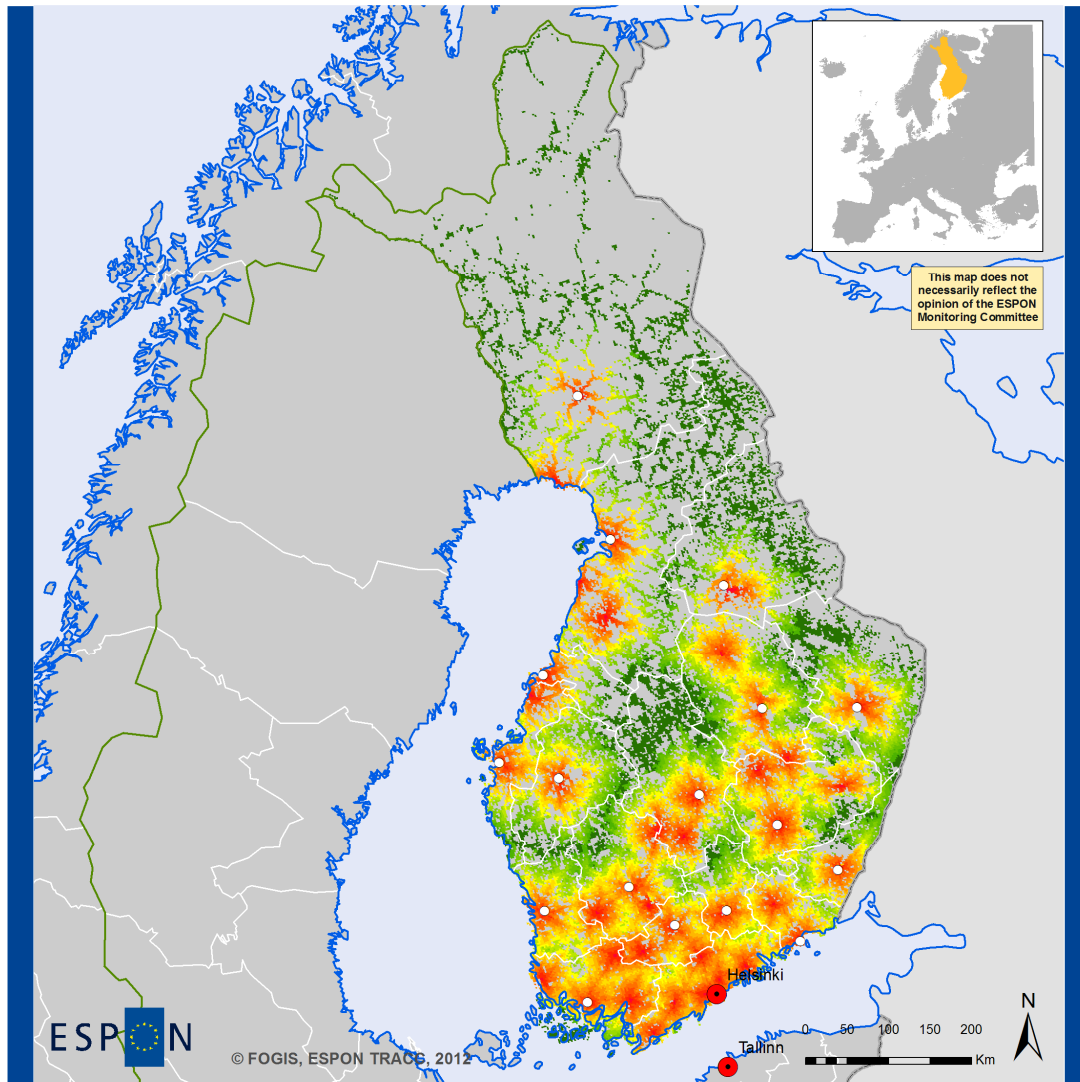 This map does not
necessarily reflect the
opinion of the ESPON
Monitoring Committee
Helsinki
N
Tallinn
0 50 100 150 200
Km
ESPON
© FOGIS, ESPON TRACC, 2012